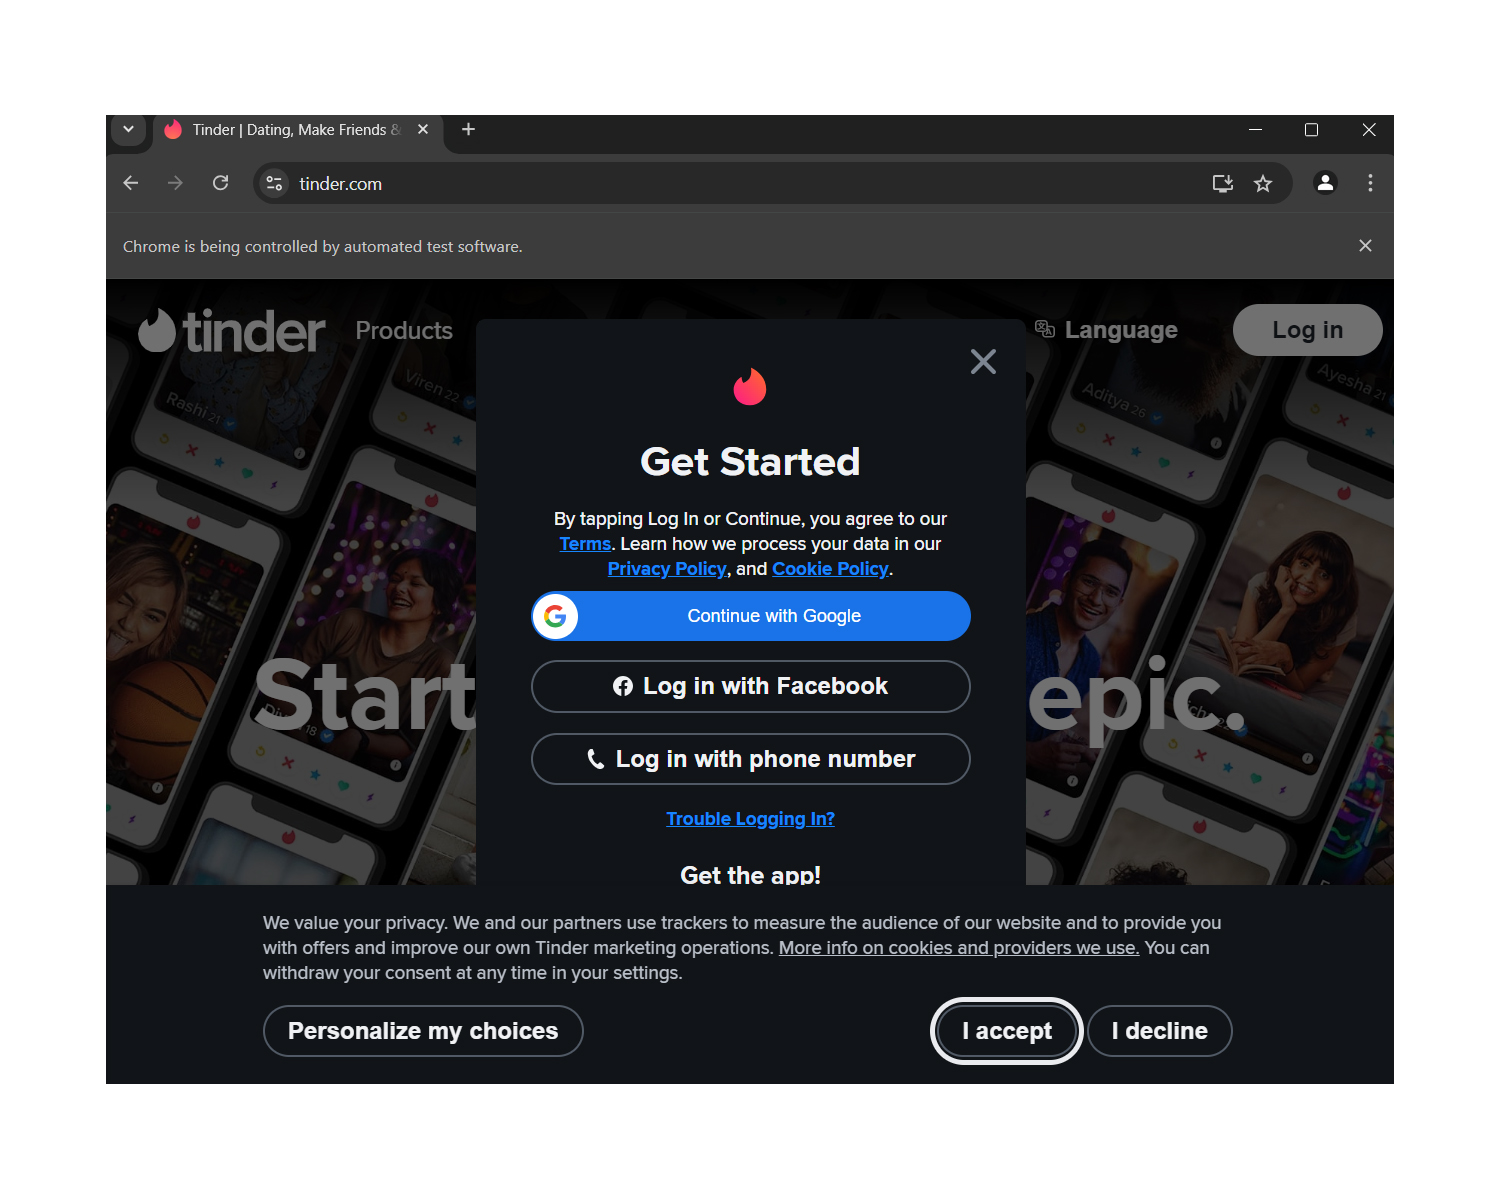 Tinder | Dating, Make Friends &
tinder.com
Chrome is being controlled by automated test software.
tinder
Products
Language
Log in
Rashi 21
Viren 22
Aditya 26
Ayesha 21
Get Started
By tapping Log In or Continue, you agree to our
Terms. Learn how we process your data in our
Privacy Policy, and Cookie Policy.
Continue with Google
Start
epic.
Log in with Facebook
18
Log in with phone number
Trouble Logging In?
Get the app!
We value your privacy. We and our partners use trackers to measure the audience of our website and to provide you
with offers and improve our own Tinder marketing operations. More info on cookies and providers we use. You can
withdraw your consent at any time in your settings.
Personalize my choices
I accept
I decline